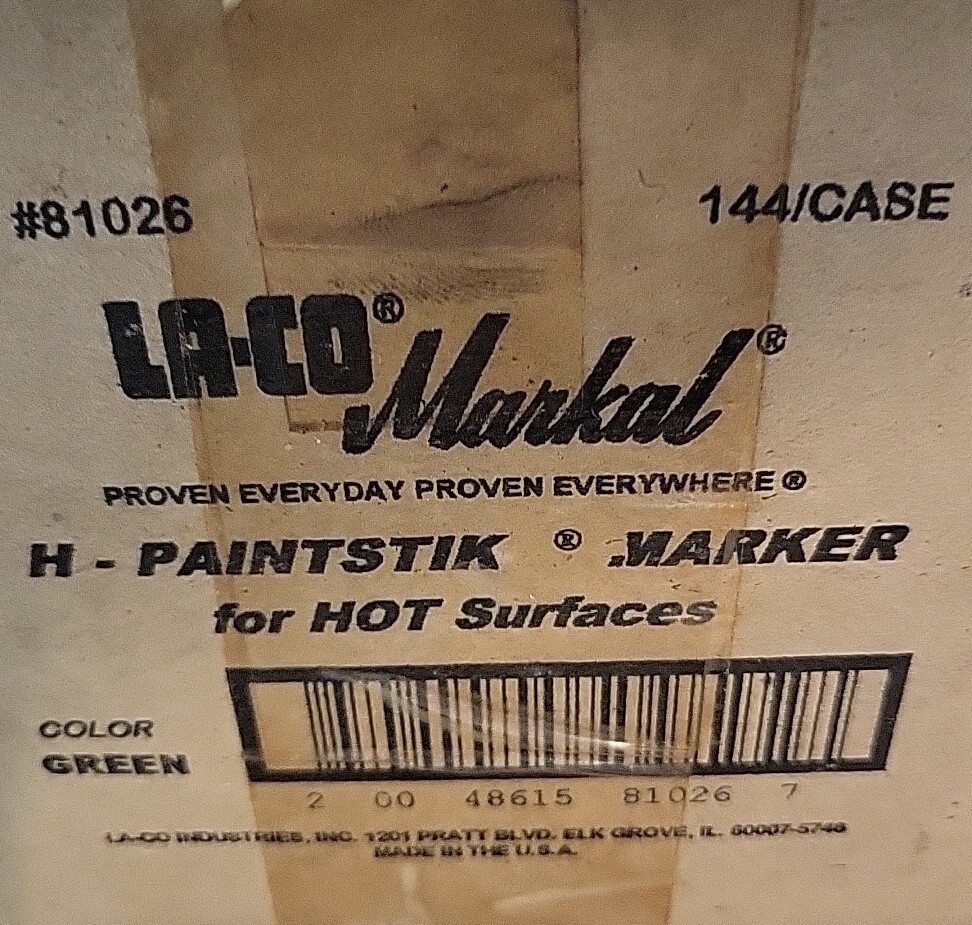 #81026 144/CASE
LA-CO® Markal®
PROVEN EVERYDAY PROVEN EVERYWHERE®
H - PAINTSTIK ® MARKER
for HOT Surfaces
COLOR
GREEN
2 00 48615 81026 7
LA-CO INDUSTRIES, INC. 1201 PRATT BLVD. ELK GROVE, IL. 60007-5746
MADE IN THE U.S.A.